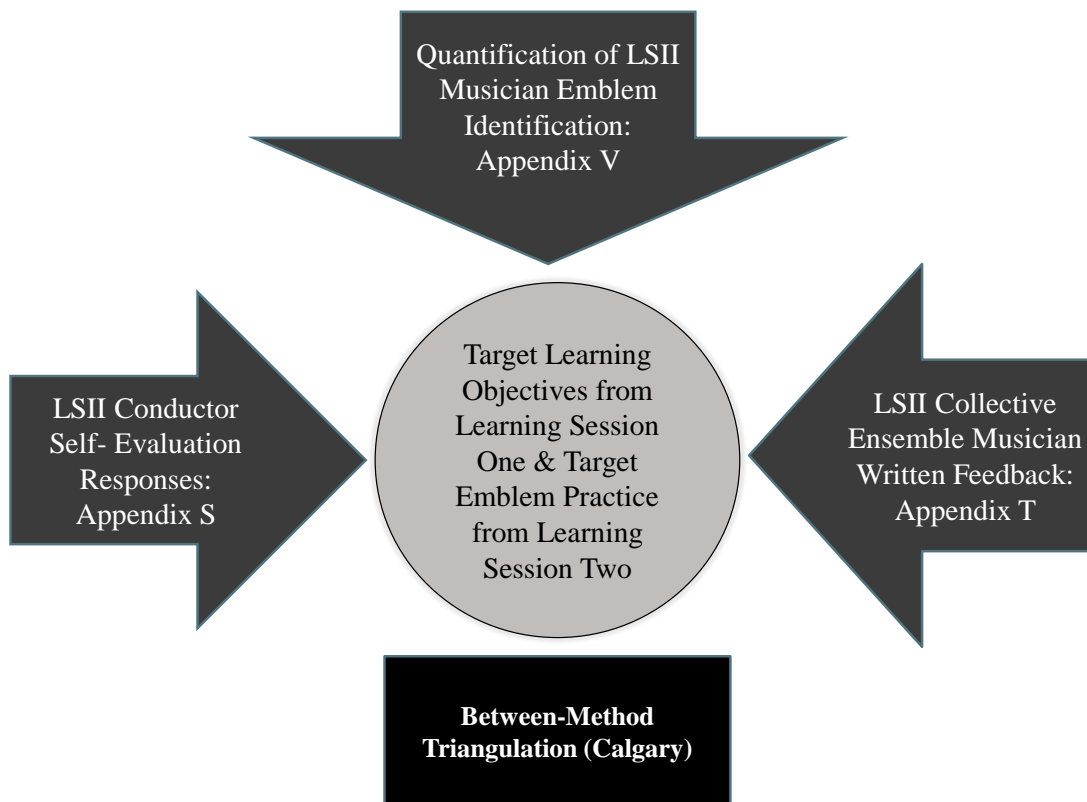 Quantification of LSII
Musician Emblem
Identification:
Appendix V
LSII Conductor
Self- Evaluation
Responses:
Appendix S
Target Learning
Objectives from
Learning Session
One & Target
Emblem Practice
from Learning
Session Two
LSII Collective
Ensemble Musician
Written Feedback:
Appendix T
Between-Method
Triangulation (Calgary)